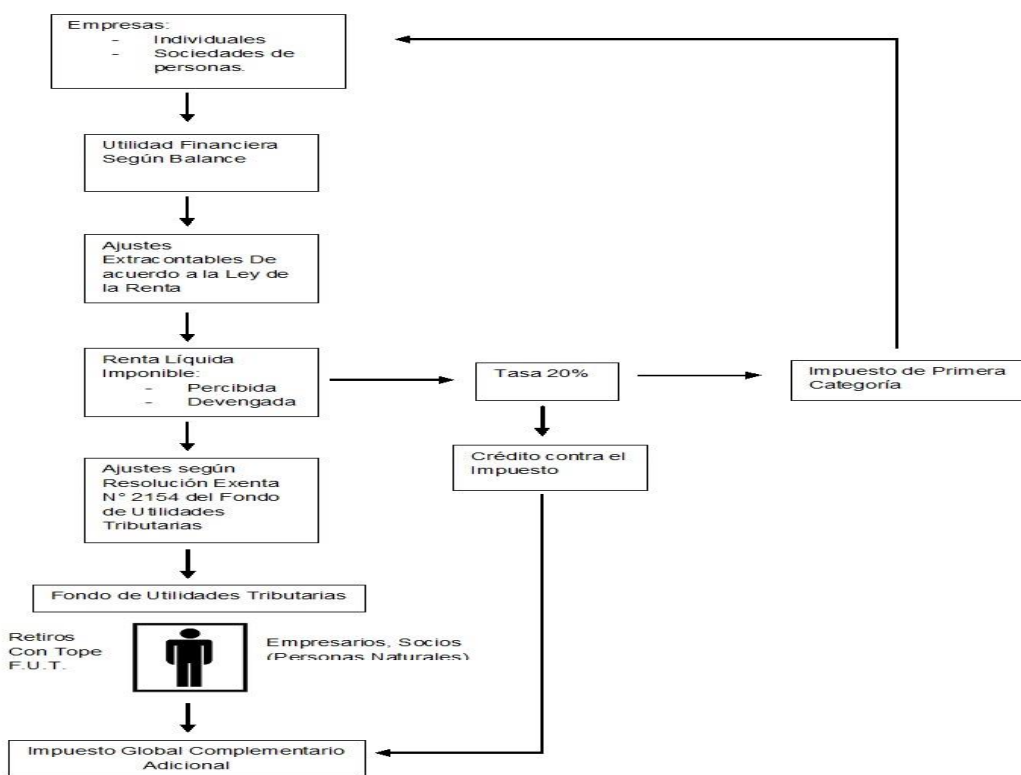 Empresas:
- Individuales
- Sociedades de
personas.
Utilidad Financiera
Según Balance
Ajustes
Extracontables De
acuerdo a la Ley de
la Renta
Renta Líquida
Imponible:
- Percibida
- Devengada
Tasa 20%
Impuesto de Primera
Categoría
Crédito contra el
Impuesto
Ajustes según
Resolución Exenta
N° 2154 del Fondo
de Utilidades
Tributarias
Fondo de Utilidades Tributarias
Retiros
Con Tope
F.U.T.
Empresarios, Socios
(Personas Naturales)
Impuesto Global Complementario
Adicional